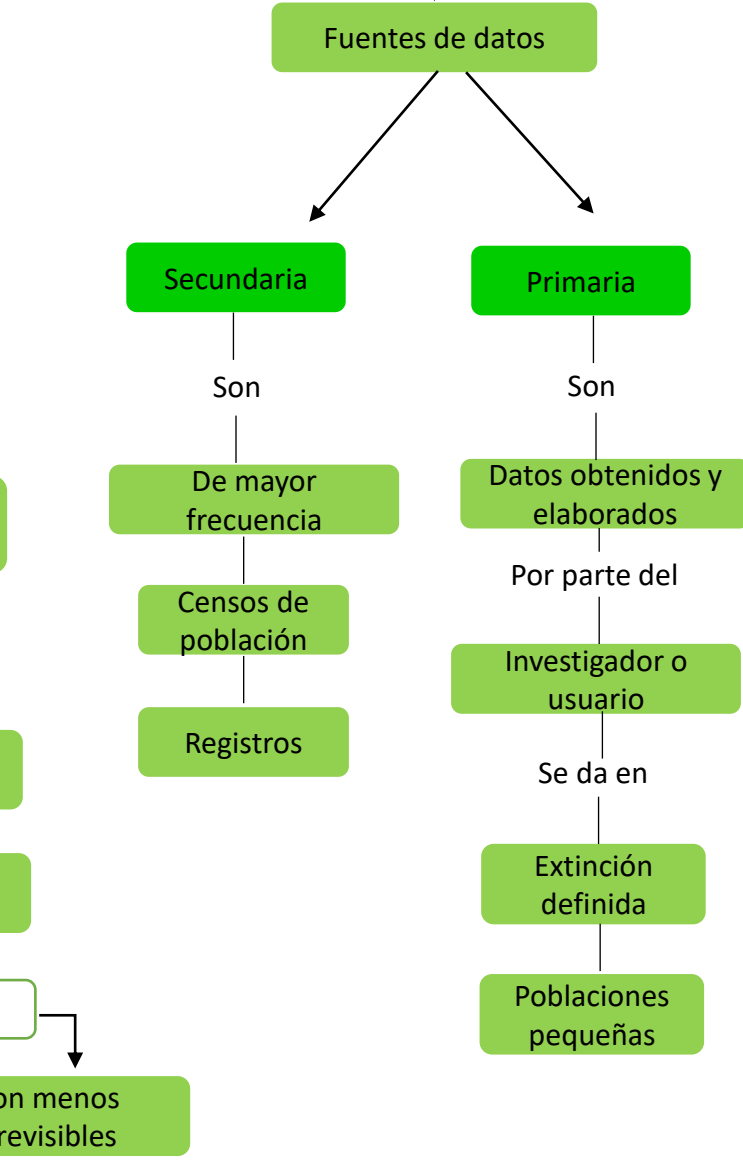 Fuentes de datos
Secundaria
Son
De mayor
frecuencia
Censos de
población
Registros
Primaria
Son
Datos obtenidos y
elaborados
Por parte del
Investigador o
usuario
Se da en
Extinción
definida
Poblaciones
pequeñas
menos